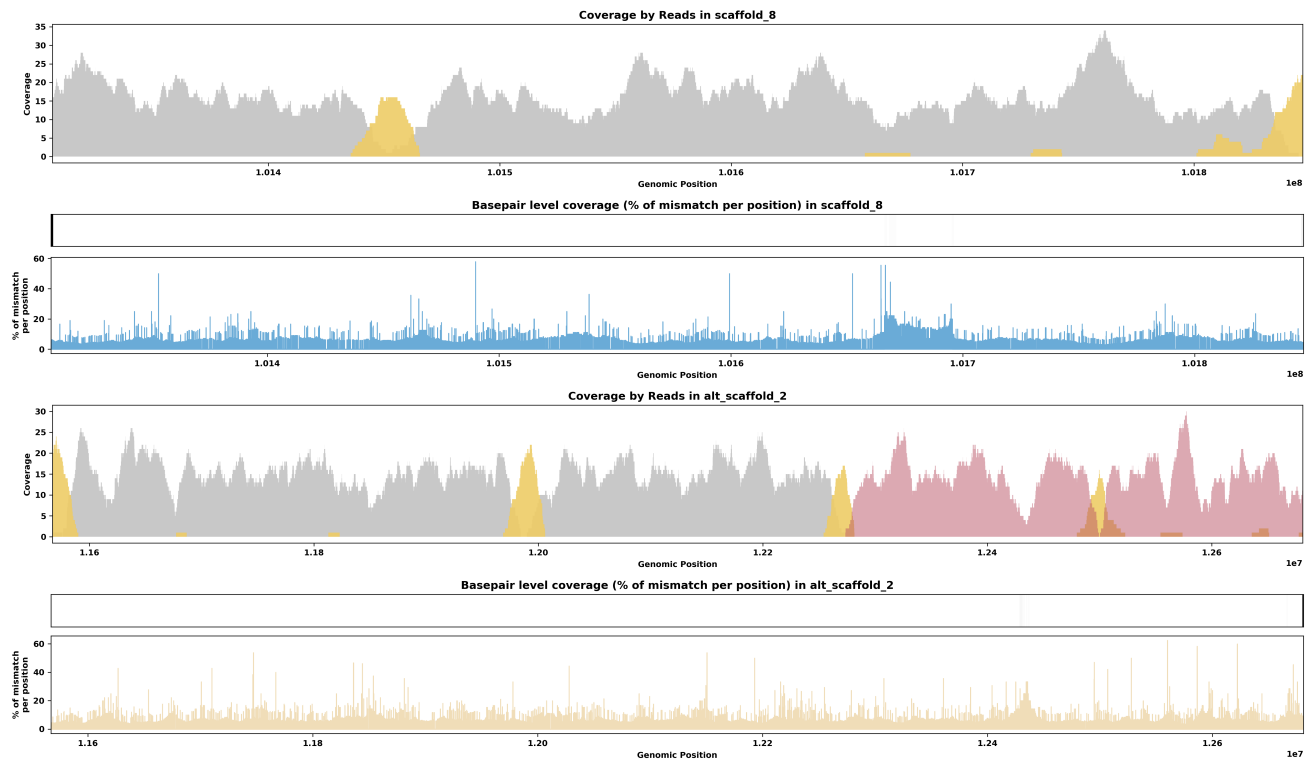 Coverage by Reads in scaffold_8
Coverage
35
30
25
20
15
10
5
0
1.014
1.015
1.016
1.017
1.018
Genomic Position
1e8
Basepair level coverage (% of mismatch per position) in scaffold_8
% of mismatch
per position
60
40
20
0
1.014
1.015
1.016
1.017
1.018
Genomic Position
1e8
Coverage by Reads in alt_scaffold_2
Coverage
30
25
20
15
10
5
0
1.16
1.18
1.20
1.22
1.24
1.26
Genomic Position
1e7
Basepair level coverage (% of mismatch per position) in alt_scaffold_2
% of mismatch
per position
60
40
20
0
1.16
1.18
1.20
1.22
1.24
1.26
Genomic Position
1e7